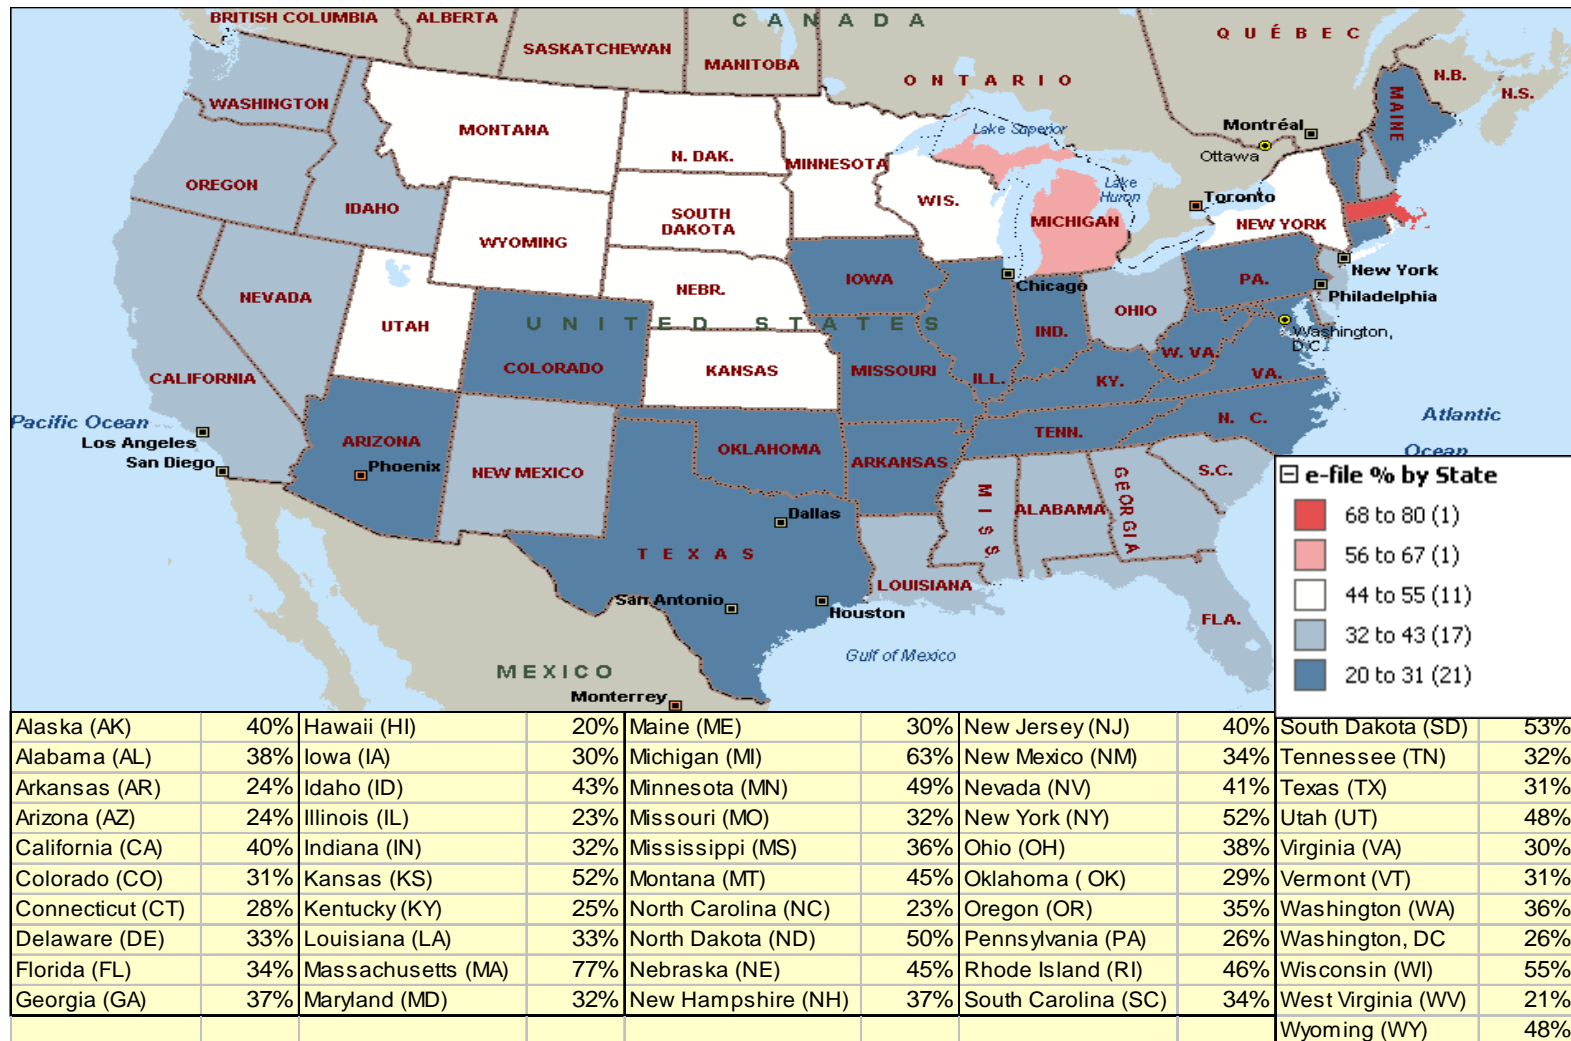 BRITISH COLUMBIA
ALBERTA
SASKATCHEWAN
MANITOBA
CANADA
ONTARIO
QUÉBEC
N.B.
N.S.
MAINE
WASHINGTON
MONTANA
N. DAK.
MINNESOTA
Lake Superior
Montréal
Ottawa
OREGON
IDAHO
WYOMING
SOUTH
DAKOTA
WIS.
Lake
Huron
MICHIGAN
Toronto
NEW YORK
NEVADA
UTAH
NEBR.
IOWA
Chicago
OHIO
PA.
New York
Philadelphia
UNITED STATES
Washington,
D.C.
CALIFORNIA
COLORADO
KANSAS
MISSOURI
ILL.
IND.
KY.
W. VA.
VA.
Pacific Ocean
Los Angeles
San Diego
ARIZONA
Phoenix
NEW MEXICO
OKLAHOMA
ARKANSAS
TENN.
N. C.
S.C.
Atlantic
Ocean
MISS.
ALABAMA
GEORGIA
Dallas
TEXAS
LOUISIANA
San Antonio
Houston
FLA.
Gulf of Mexico
MEXICO
Monterrey
e-file % by State
68 to 80 (1)
56 to 67 (1)
44 to 55 (11)
32 to 43 (17)
20 to 31 (21)
Alaska (AK) 40% Hawaii (HI) 20% Maine (ME) 30% New Jersey (NJ) 40% South Dakota (SD) 53%
Alabama (AL) 38% Iowa (IA) 30% Michigan (MI) 63% New Mexico (NM) 34% Tennessee (TN) 32%
Arkansas (AR) 24% Idaho (ID) 43% Minnesota (MN) 49% Nevada (NV) 41% Texas (TX) 31%
Arizona (AZ) 24% Illinois (IL) 23% Missouri (MO) 32% New York (NY) 52% Utah (UT) 48%
California (CA) 40% Indiana (IN) 32% Mississippi (MS) 36% Ohio (OH) 38% Virginia (VA) 30%
Colorado (CO) 31% Kansas (KS) 52% Montana (MT) 45% Oklahoma ( OK) 29% Vermont (VT) 31%
Connecticut (CT) 28% Kentucky (KY) 25% North Carolina (NC) 23% Oregon (OR) 35% Washington (WA) 36%
Delaware (DE) 33% Louisiana (LA) 33% North Dakota (ND) 50% Pennsylvania (PA) 26% Washington, DC 26%
Florida (FL) 34% Massachusetts (MA) 77% Nebraska (NE) 45% Rhode Island (RI) 46% Wisconsin (WI) 55%
Georgia (GA) 37% Maryland (MD) 32% New Hampshire (NH) 37% South Carolina (SC) 34% West Virginia (WV) 21%
Wyoming (WY) 48%